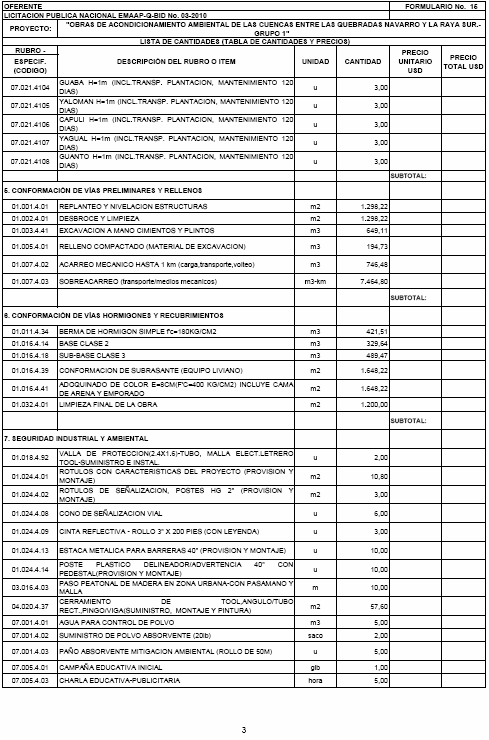 OFERENTE FORMULARIO No. 16
LICITACION PUBLICA NACIONAL EMAAP-Q-BID No. 03-2010
PROYECTO: "OBRAS DE ACONDICIONAMIENTO AMBIENTAL DE LAS CUENCAS ENTRE LAS QUEBRADAS NAVARRO Y LA RAYA SUR.-
GRUPO 1"
LISTA DE CANTIDADES (TABLA DE CANTIDADES Y PRECIOS)
RUBRO - ESPECIF. (CODIGO) DESCRIPCIÓN DEL RUBRO O ITEM UNIDAD CANTIDAD PRECIO UNITARIO USD PRECIO TOTAL USD
07.021.4104 GUABA H=1m (INCL.TRANSP. PLANTACION, MANTENIMIENTO 120 DIAS) u 3,00
07.021.4105 YALOMAN H=1m (INCL.TRANSP. PLANTACION, MANTENIMIENTO 120 DIAS) u 3,00
07.021.4106 CAPULI H=1m (INCL.TRANSP. PLANTACION, MANTENIMIENTO 120 DIAS) u 3,00
07.021.4107 YAGUAL H=1m (INCL.TRANSP. PLANTACION, MANTENIMIENTO 120 DIAS) u 3,00
07.021.4108 GUANTO H=1m (INCL.TRANSP. PLANTACION, MANTENIMIENTO 120 DIAS) u 3,00
SUBTOTAL:
5. CONFORMACIÓN DE VÍAS PRELIMINARES Y RELLENOS
01.001.4.01 REPLANTEO Y NIVELACION ESTRUCTURAS m2 1.298,22
01.002.4.01 DESBROCE Y LIMPIEZA m2 1.298,22
01.003.4.41 EXCAVACION A MANO CIMIENTOS Y PLINTOS m3 649,11
01.005.4.01 RELLENO COMPACTADO (MATERIAL DE EXCAVACION) m3 194,73
01.007.4.02 ACARREO MECANICO HASTA 1 km (carga,transporte,volteo) m3 746,48
01.007.4.03 SOBREACARREO (transporte/medios mecanicos) m3-km 7.464,80
SUBTOTAL:
6. CONFORMACIÓN DE VÍAS HORMIGONES Y RECUBRIMIENTOS
01.011.4.34 BERMA DE HORMIGON SIMPLE f'c=180KG/CM2 m3 421,51
01.016.4.14 BASE CLASE 2 m3 329,64
01.016.4.18 SUB-BASE CLASE 3 m3 489,47
01.016.4.39 CONFORMACION DE SUBRASANTE (EQUIPO LIVIANO) m2 1.648,22
01.016.4.41 ADOQUINADO DE COLOR E=8CM(F'C=400 KG/CM2) INCLUYE CAMA DE ARENA Y EMPORADO m2 1.648,22
01.032.4.01 LIMPIEZA FINAL DE LA OBRA m2 1.200,00
SUBTOTAL:
7. SEGURIDAD INDUSTRIAL Y AMBIENTAL
01.018.4.92 VALLA DE PROTECCION(2.4X1.6)-TUBO, MALLA ELECT.LETRERO TOOL-SUMINISTRO E INSTAL. u 2,00
01.024.4.01 ROTULOS CON CARACTERISTICAS DEL PROYECTO (PROVISION Y MONTAJE) m2 10,80
01.024.4.02 ROTULOS DE SEÑALIZACION, POSTES HG 2" (PROVISION Y MONTAJE) m2 3,00
01.024.4.08 CONO DE SEÑALIZACION VIAL u 6,00
01.024.4.09 CINTA REFLECTIVA - ROLLO 3" X 200 PIES (CON LEYENDA) u 3,00
01.024.4.13 ESTACA METALICA PARA BARRERAS 40" (PROVISION Y MONTAJE) u 10,00
01.024.4.14 POSTE PLASTICO DELINEADOR/ADVERTENCIA 40" CON PEDESTAL(PROVISION Y MONTAJE) u 10,00
03.016.4.03 PASO PEATONAL DE MADERA EN ZONA URBANA-CON PASAMANO Y MALLA m 10,00
04.020.4.37 CERRAMIENTO DE TOOL,ANGULO/TUBO RECT.,PINGO/VIGA(SUMINISTRO, MONTAJE Y PINTURA) m2 57,60
07.001.4.01 AGUA PARA CONTROL DE POLVO m3 5,00
07.001.4.02 SUMINISTRO DE POLVO ABSORVENTE (20lb) saco 2,00
07.001.4.03 PAÑO ABSORVENTE MITIGACION AMBIENTAL (ROLLO DE 50M) u 5,00
07.005.4.01 CAMPAÑA EDUCATIVA INICIAL glb 1,00
07.005.4.03 CHARLA EDUCATIVA-PUBLICITARIA hora 5,00
3